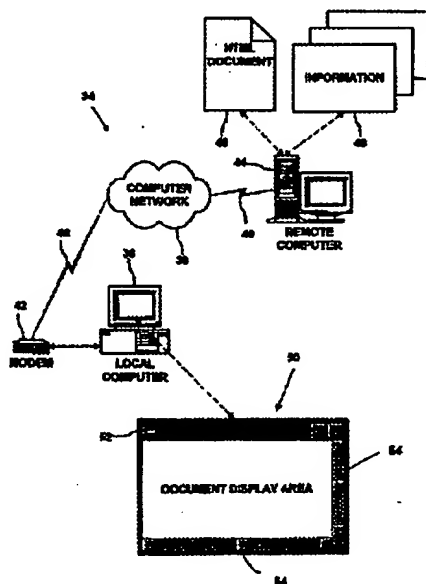 HTML
DOCUMENT
INFORMATION
34
46
48
44
COMPUTER
NETWORK
40
REMOTE
COMPUTER
38
36
42
MODEM
LOCAL
COMPUTER
50
52
54
DOCUMENT DISPLAY AREA
54